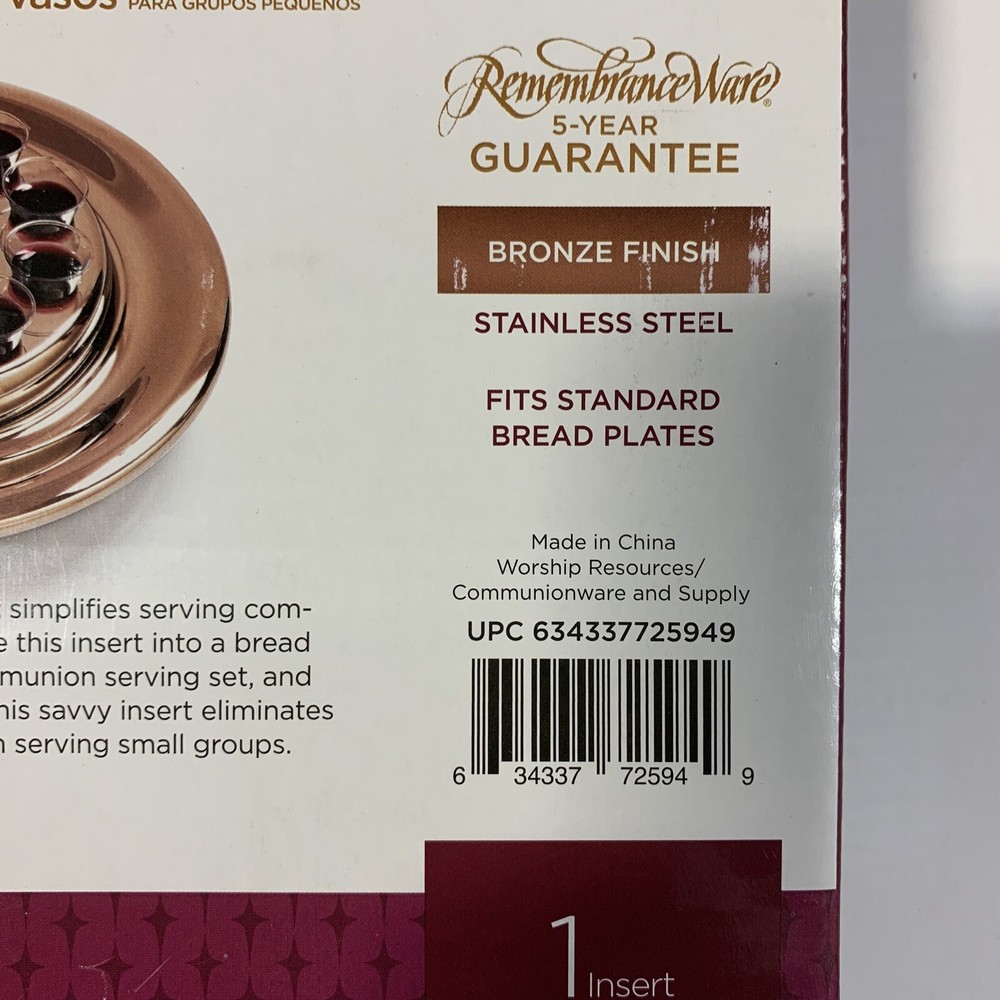 vasos PARA GRUPOS PEQUEÑOS
RemembranceWare®
5-YEAR
GUARANTEE
BRONZE FINISH
STAINLESS STEEL
FITS STANDARD
BREAD PLATES
Made in China
Worship Resources/
Communionware and Supply
UPC 634337725949
6 34337 72594 9
simplifies serving com-
this insert into a bread
munion serving set, and
his savvy insert eliminates
serving small groups.
1 Insert